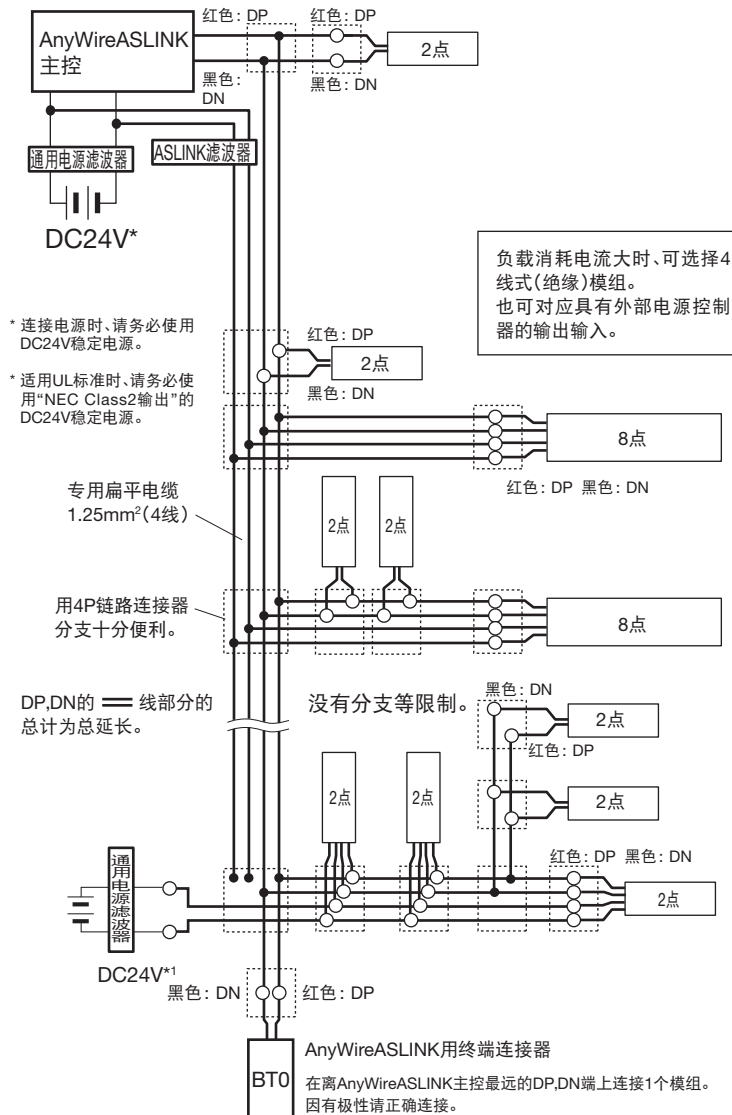 红色: DP
红色: DP
AnyWireASLINK
主控
2点
黑色:
DN
黑色: DN
通用电源滤波器
ASLINK滤波器
DC24V*
负载消耗电流大时、可选择4
线式(绝缘)模组。
也可对应具有外部电源控制
器的输出输入。
* 连接电源时、请务必使用
DC24V稳定电源。
* 适用UL标准时、请务必使
用“NEC Class2输出”的
DC24V稳定电源。
红色: DP
2点
黑色: DN
8点
红色: DP 黑色: DN
专用扁平电缆
1.25mm²(4线)
2点
2点
用4P链路连接器
分支十分便利。
8点
DP,DN的 线部分的
总计为总延长。
没有分支等限制。
黑色: DN
2点
红色: DP
2点
2点
2点
红色: DP 黑色: DN
2点
通用电源滤波器
DC24V*1
黑色: DN
红色: DP
BT0
AnyWireASLINK用终端连接器
在离AnyWireASLINK主控最远的DP,DN端上连接1个模组。
因有极性请正确连接。